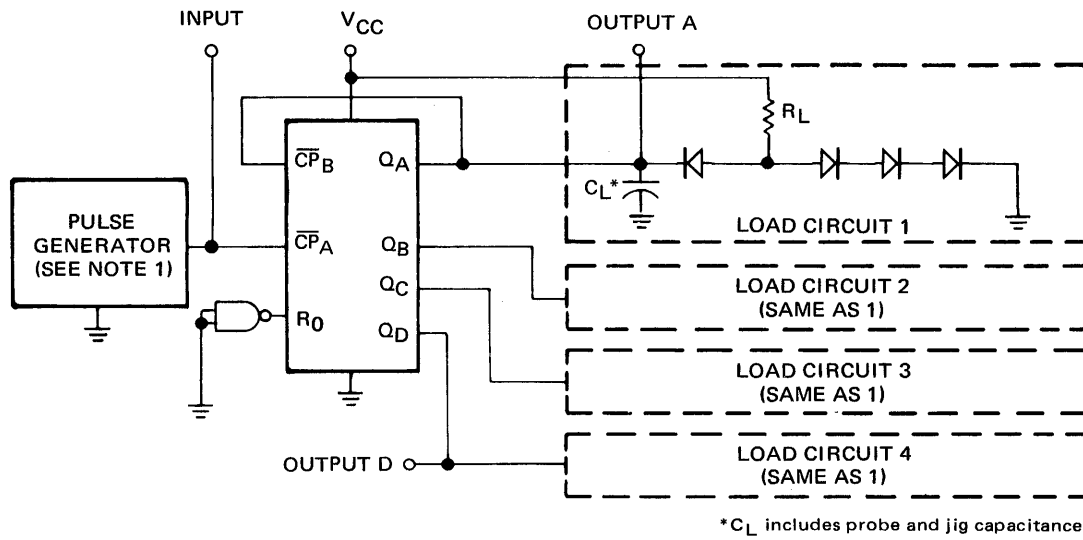 INPUT
VCC
OUTPUT A
RL
CPB
QA
CL*
PULSE
GENERATOR
(SEE NOTE 1)
CPA
QB
LOAD CIRCUIT 1
QC
LOAD CIRCUIT 2
(SAME AS 1)
R0
QD
LOAD CIRCUIT 3
(SAME AS 1)
OUTPUT D
LOAD CIRCUIT 4
(SAME AS 1)
*CL includes probe and jig capacitance